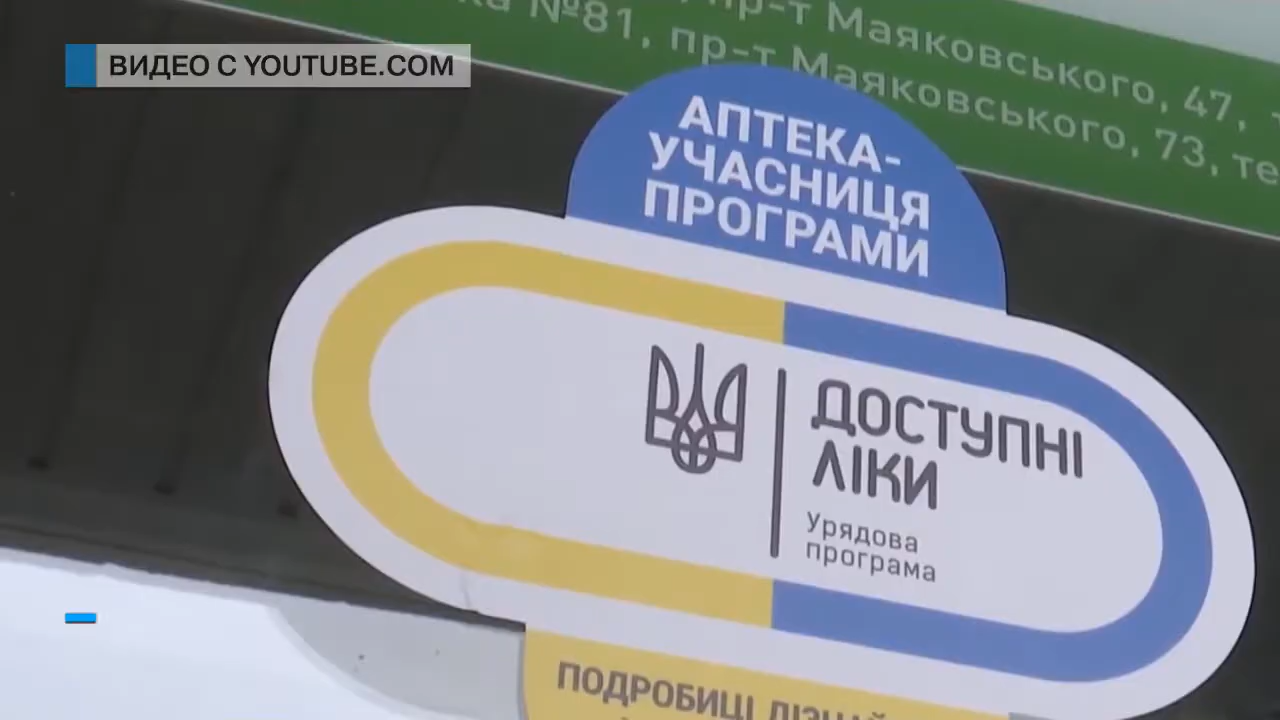 ВИДЕО С YOUTUBE.COM
пр-т Маяковського, 47,
№81, пр-т Маяковського, 73,
АПТЕКА-
УЧАСНИЦЯ
ПРОГРАМИ
ДОСТУПНІ
ЛІКИ
Урядова
програма
ПОДРОБИЦІ